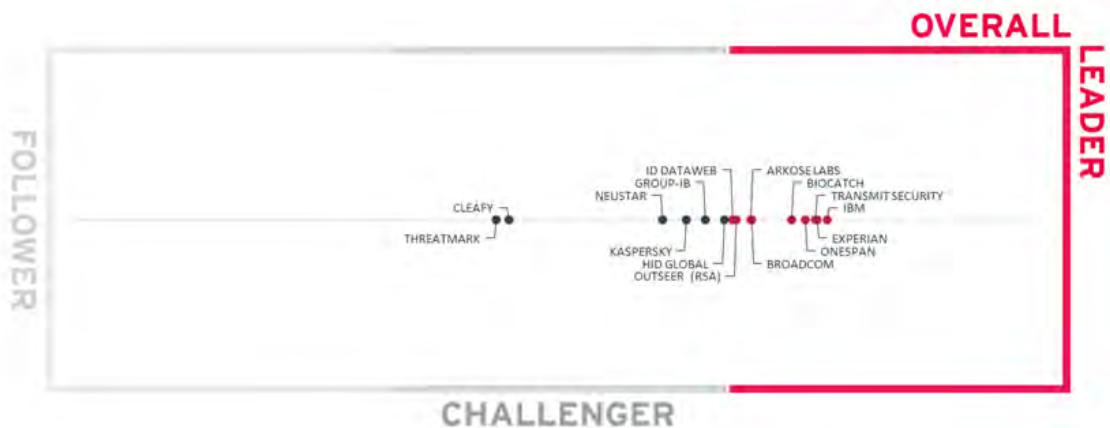 OVERALL
LEADER
FOLLOWER
ID DATAWEB
ARKOSE LABS
GROUP-IB
BIOCATCH
NEUSTAR
TRANSMIT SECURITY
CLEAFY
IBM
THREATMARK
EXPERIAN
KASPERSKY
ONESPAN
HID GLOBAL
BROADCOM
OUTSEER (RSA)
CHALLENGER